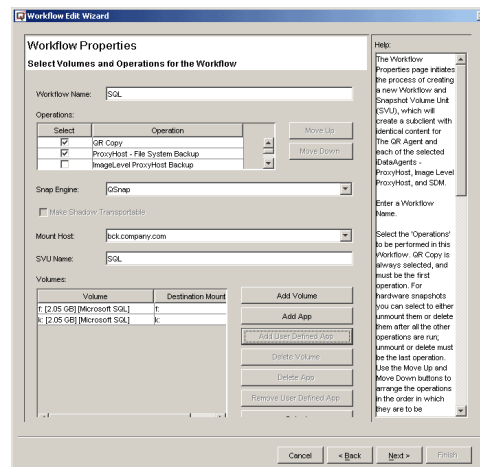 Workflow Edit Wizard
Workflow Properties
Select Volumes and Operations for the Workflow
Workflow Name:
SQL
Operations:
Select
Operation
QR Copy
ProxyHost - File System Backup
ImageLevel ProxyHost Backup
Move Up
Move Down
Snap Engine:
QSnap
Make Shadow Transportable
Mount Host:
bck.company.com
SVU Name:
SQL
Volumes:
Volume
Destination Mount
f: [2.05 GB] [Microsoft SQL]
f:
k: [2.05 GB] [Microsoft SQL]
k:
Add Volume
Add App
Add User Defined App
Delete Volume
Delete App
Remove User Defined App
Help:
The Workflow
Properties page initiates
the process of creating
a new Workflow and
Snapshot Volume Unit
(SVU), which will
create a subclient with
identical content for
The QR Agent and
each of the selected
iDataAgents -
ProxyHost, Image Level
ProxyHost, and SDM.
Enter a Workflow
Name.
Select the 'Operations'
to be performed in this
Workflow. QR Copy is
always selected, and
must be the first
operation. For
hardware snapshots
you can select to either
unmount them or delete
them after all the other
operations are run;
unmount or delete must
be the last operation.
Use the Move Up and
Move Down buttons to
arrange the operations
in the order in which
they are to be
Cancel
< Back
Next >
Finish